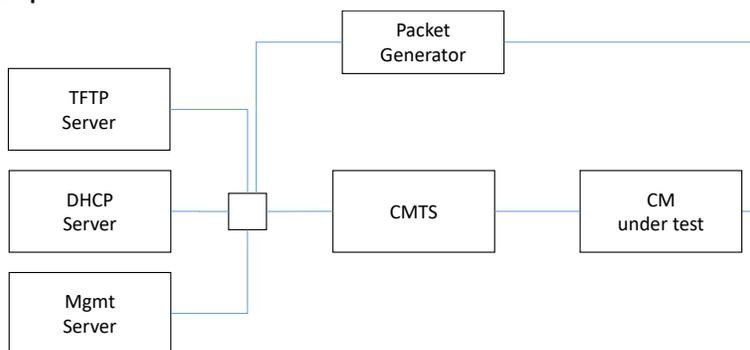 Packet
Generator
TFTP
Server
DHCP
Server
CMTS
CM
under test
Mgmt
Server